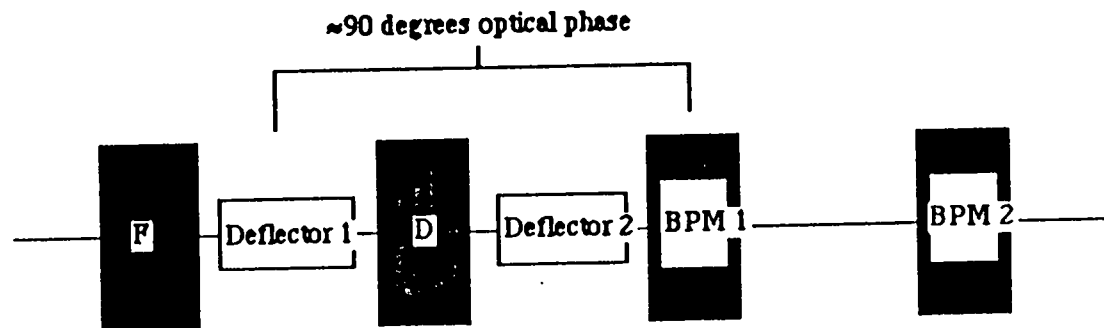 ≈90 degrees optical phase
F Deflector 1 D Deflector 2 BPM 1 BPM 2